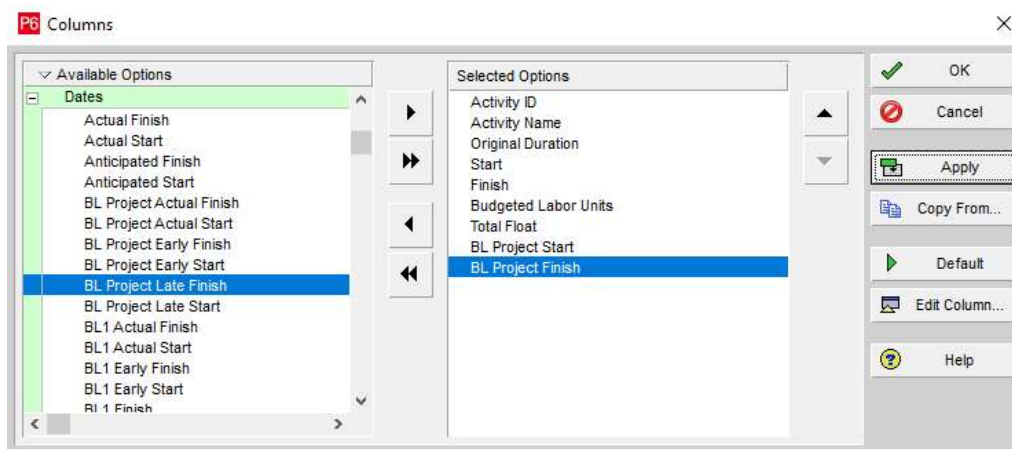 P6 Columns
Available Options
Dates
Actual Finish
Actual Start
Anticipated Finish
Anticipated Start
BL Project Actual Finish
BL Project Actual Start
BL Project Early Finish
BL Project Early Start
BL Project Late Finish
BL Project Late Start
BL1 Actual Finish
BL1 Actual Start
BL1 Early Finish
BL1 Early Start
BL1 Finish
Selected Options
Activity ID
Activity Name
Original Duration
Start
Finish
Budgeted Labor Units
Total Float
BL Project Start
BL Project Finish
OK
Cancel
Apply
Copy From...
Default
Edit Column...
Help